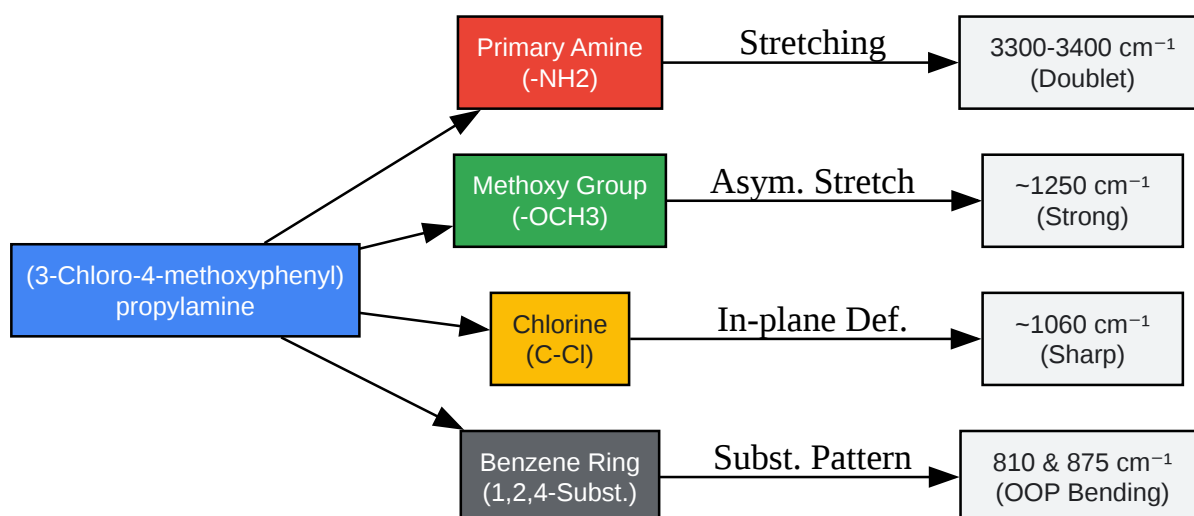 Primary Amine
(-NH2)
Stretching
3300-3400 cm⁻¹
(Doublet)
Methoxy Group
(-OCH3)
Asym. Stretch
~1250 cm⁻¹
(Strong)
(3-Chloro-4-methoxyphenyl)
propylamine
Chlorine
(C-Cl)
In-plane Def.
~1060 cm⁻¹
(Sharp)
Benzene Ring
(1,2,4-Subst.)
Subst. Pattern
810 & 875 cm⁻¹
(OOP Bending)